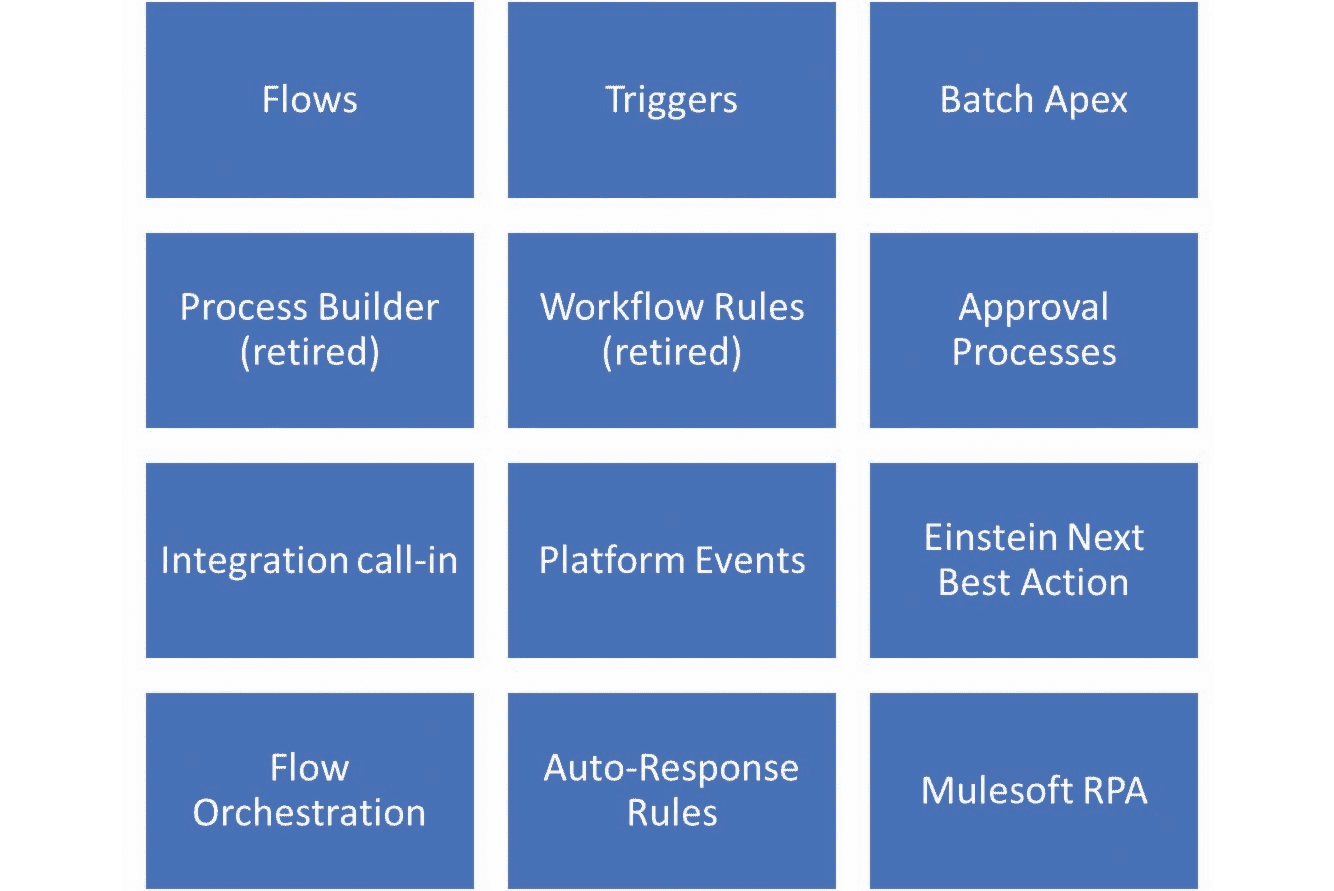 Flows
Triggers
Batch Apex
Process Builder
(retired)
Workflow Rules
(retired)
Approval
Processes
Integration call-in
Platform Events
Einstein Next
Best Action
Flow
Orchestration
Auto-Response
Rules
Mulesoft RPA